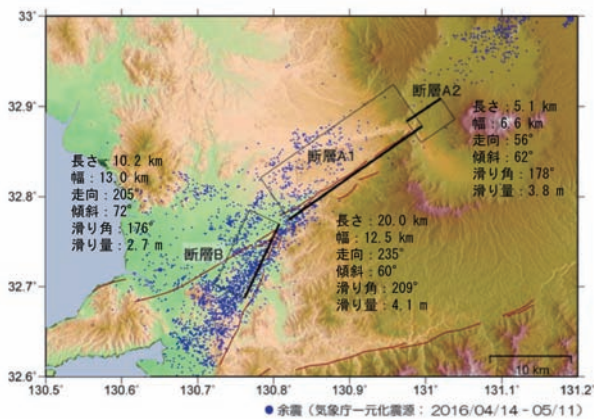 33°
32.9°
32.8°
32.7°
32.6°
130.5°
130.6°
130.7°
130.8°
130.9°
131°
131.1°
131.2°
断層A2
長さ：5.1 km
幅：6.6 km
走向：56°
傾斜：62°
滑り角：178°
滑り量：3.8 m
断層A1
長さ：20.0 km
幅：12.5 km
走向：235°
傾斜：60°
滑り角：209°
滑り量：4.1 m
長さ：10.2 km
幅：13.0 km
走向：205°
傾斜：72°
滑り角：176°
滑り量：2.7 m
断層B
10 km
●余震（気象庁一元化震源：2016/04/14-05/11）